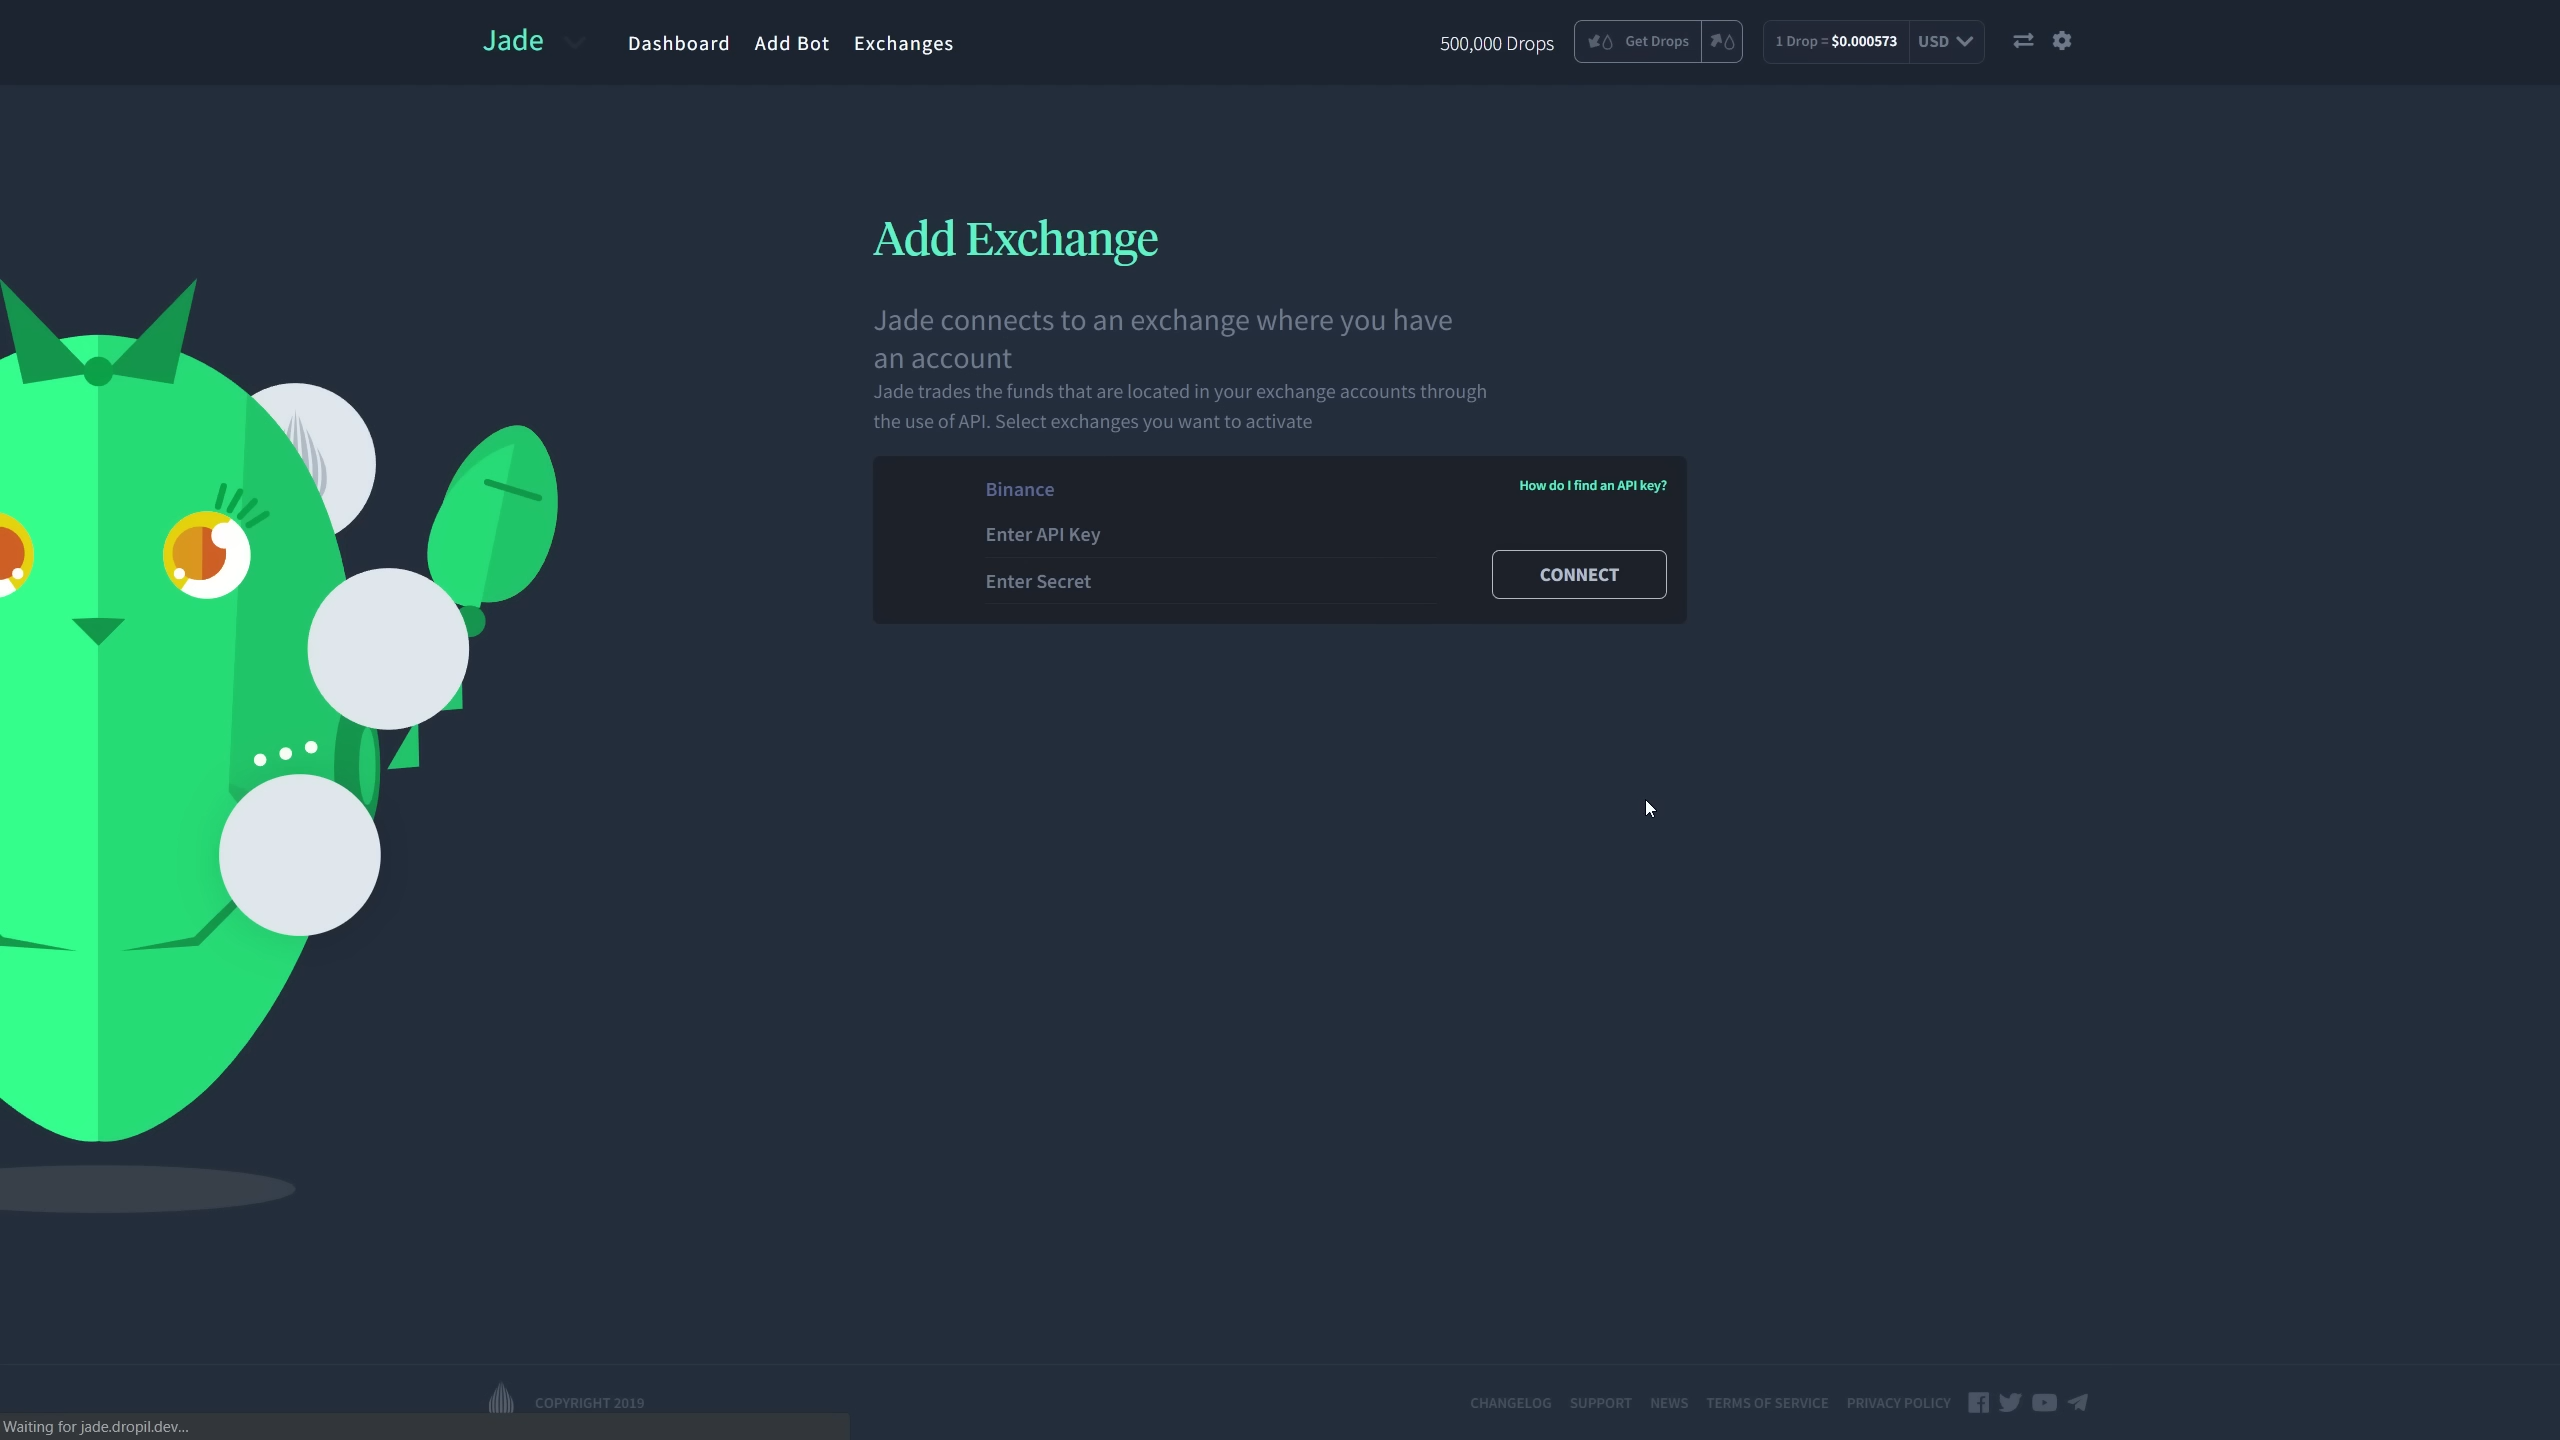 Jade
Dashboard Add Bot Exchanges
500,000 Drops
Get Drops
1 Drop = $0.000573
USD
Add Exchange
Jade connects to an exchange where you have
an account
Jade trades the funds that are located in your exchange accounts through
the use of API. Select exchanges you want to activate
Binance
How do I find an API key?
Enter API Key
Enter Secret
CONNECT
COPYRIGHT 2019
CHANGELOG SUPPORT NEWS TERMS OF SERVICE PRIVACY POLICY
Waiting for jade.dropil.dev...